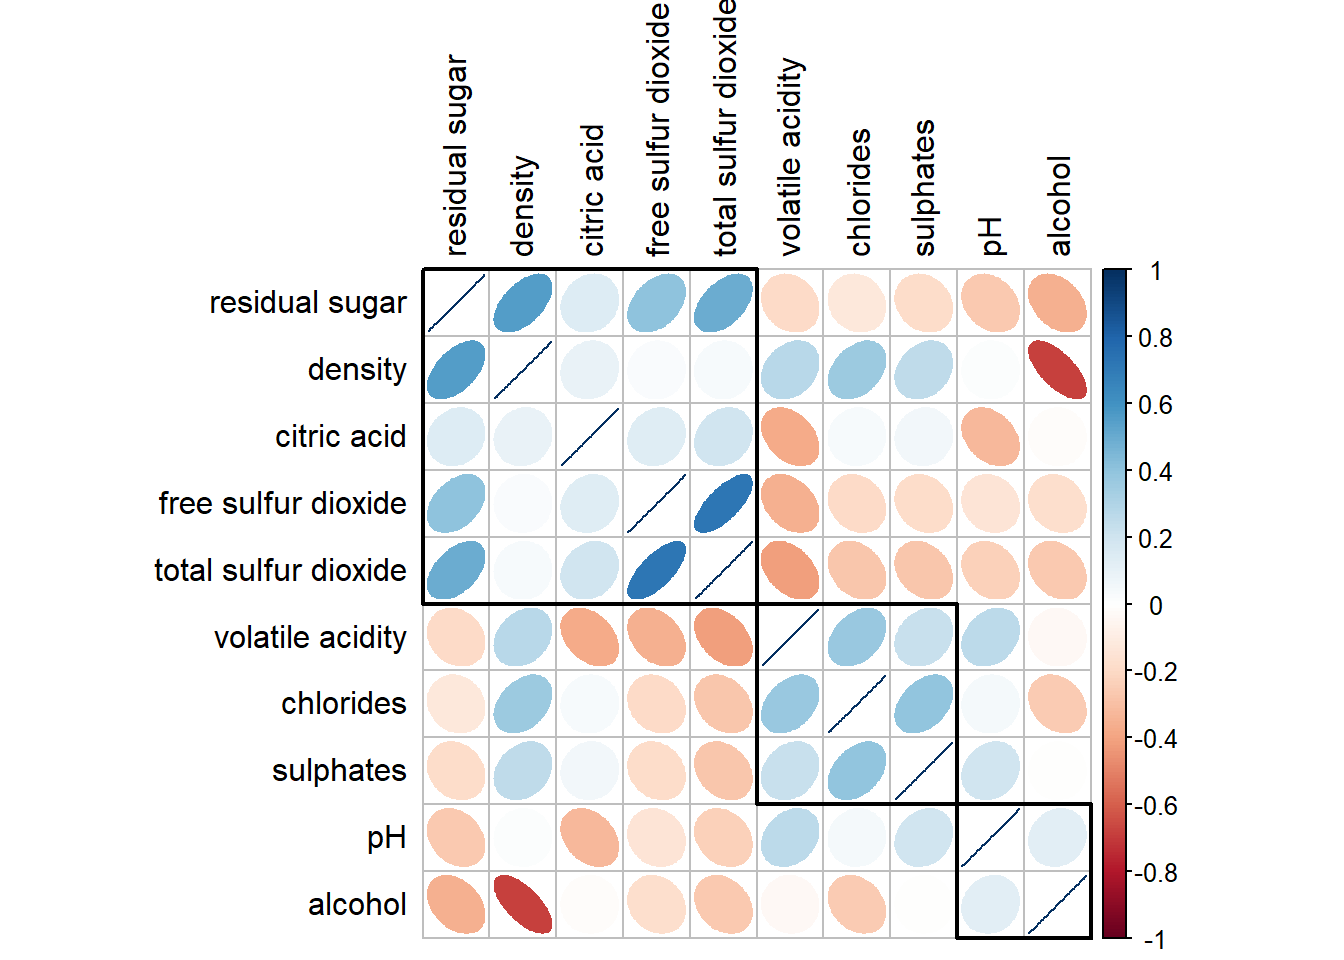 residual sugar
density
citric acid
free sulfur dioxide
total sulfur dioxide
volatile acidity
chlorides
sulphates
pH
alcohol
residual sugar
density
citric acid
free sulfur dioxide
total sulfur dioxide
volatile acidity
chlorides
sulphates
pH
alcohol
1
0.8
0.6
0.4
0.2
0
-0.2
-0.4
-0.6
-0.8
-1